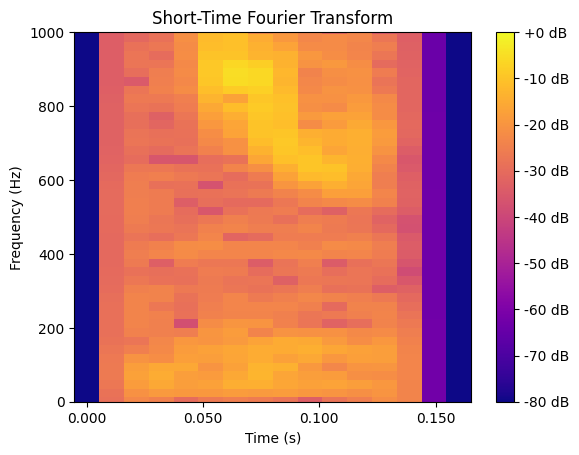 Short-Time Fourier Transform
1000
800
600
400
200
0
Frequency (Hz)
0.000
0.050
0.100
0.150
Time (s)
+0 dB
-10 dB
-20 dB
-30 dB
-40 dB
-50 dB
-60 dB
-70 dB
-80 dB